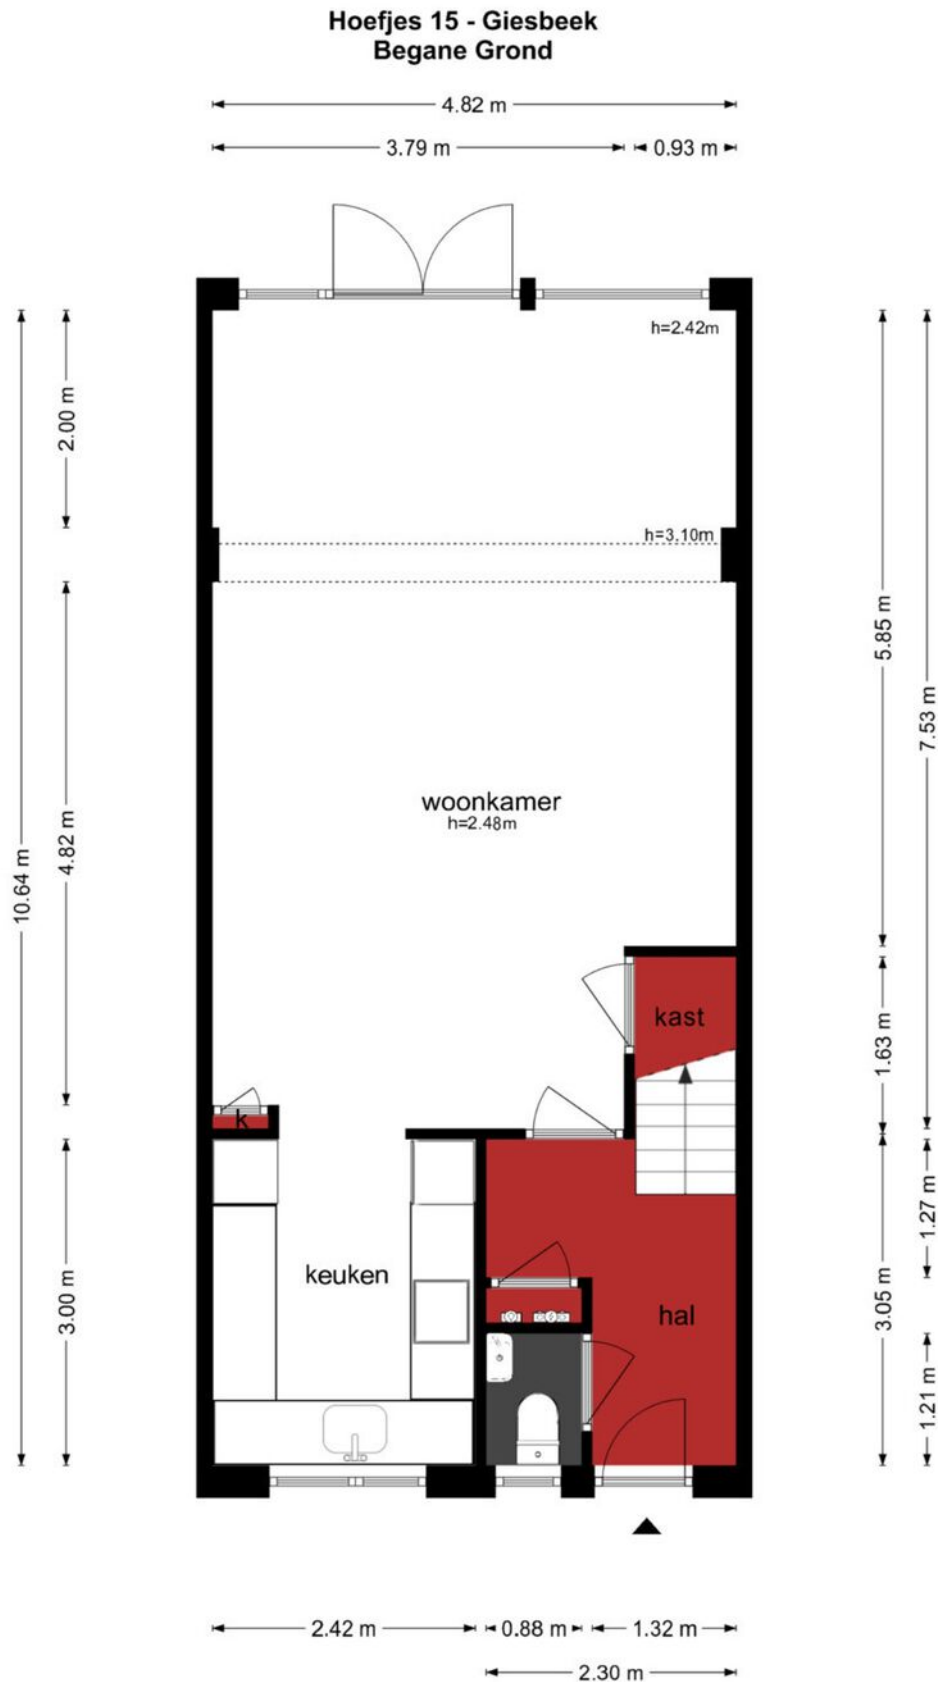 Hoefjes 15 - Giesbeek
Begane Grond
4.82 m
3.79 m
0.93 m
h=2.42m
2.00 m
h=3.10m
5.85 m
7.53 m
woonkamer
h=2.48m
4.82 m
10.64 m
kast
1.63 m
k
1.27 m
keuken
3.00 m
3.05 m
hal
1.21 m
2.42 m
0.88 m
1.32 m
2.30 m